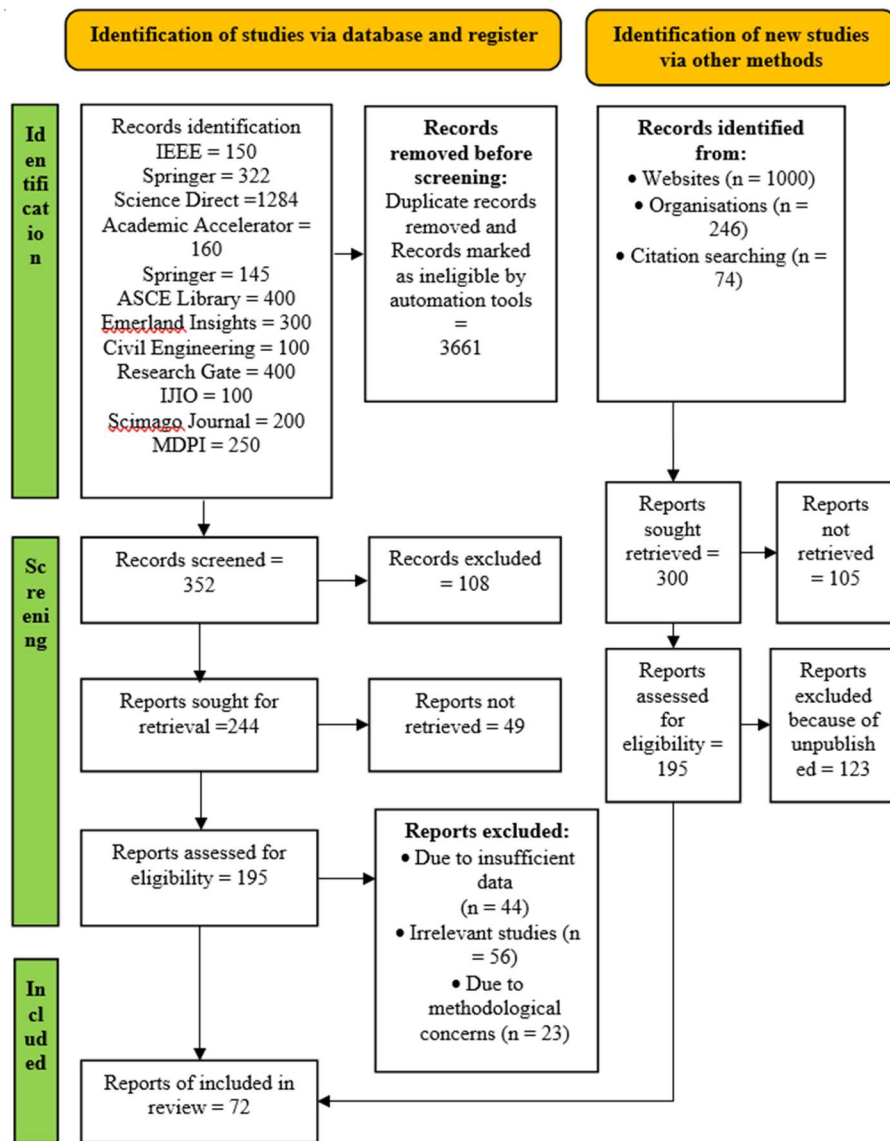 Identification of studies via database and register
Identification of new studies
via other methods
Id
en
tifi
cat
io
n
Records identification
IEEE = 150
Springer = 322
Science Direct =1284
Academic Accelerator =
160
Springer = 145
ASCE Library = 400
Emerland Insights = 300
Civil Engineering = 100
Research Gate = 400
IJIO = 100
Scimago Journal = 200
MDPI = 250
Records
removed before
screening:
Duplicate records
removed and
Records marked
as ineligible by
automation tools
=
3661
Records identified
from:
• Websites (n = 1000)
• Organisations (n =
246)
• Citation searching (n =
74)
Reports
sought
retrieved =
300
Reports
not
retrieved
= 105
Sc
re
eni
ng
Records screened =
352
Records excluded
= 108
Reports sought for
retrieval =244
Reports not
retrieved = 49
Reports
assessed
for
eligibility =
195
Reports
excluded
because of
unpublish
ed = 123
Reports assessed for
eligibility = 195
Reports excluded:
• Due to insufficient
data
(n = 44)
• Irrelevant studies (n
= 56)
• Due to
methodological
concerns (n = 23)
In
cl
ud
ed
Reports of included in
review = 72